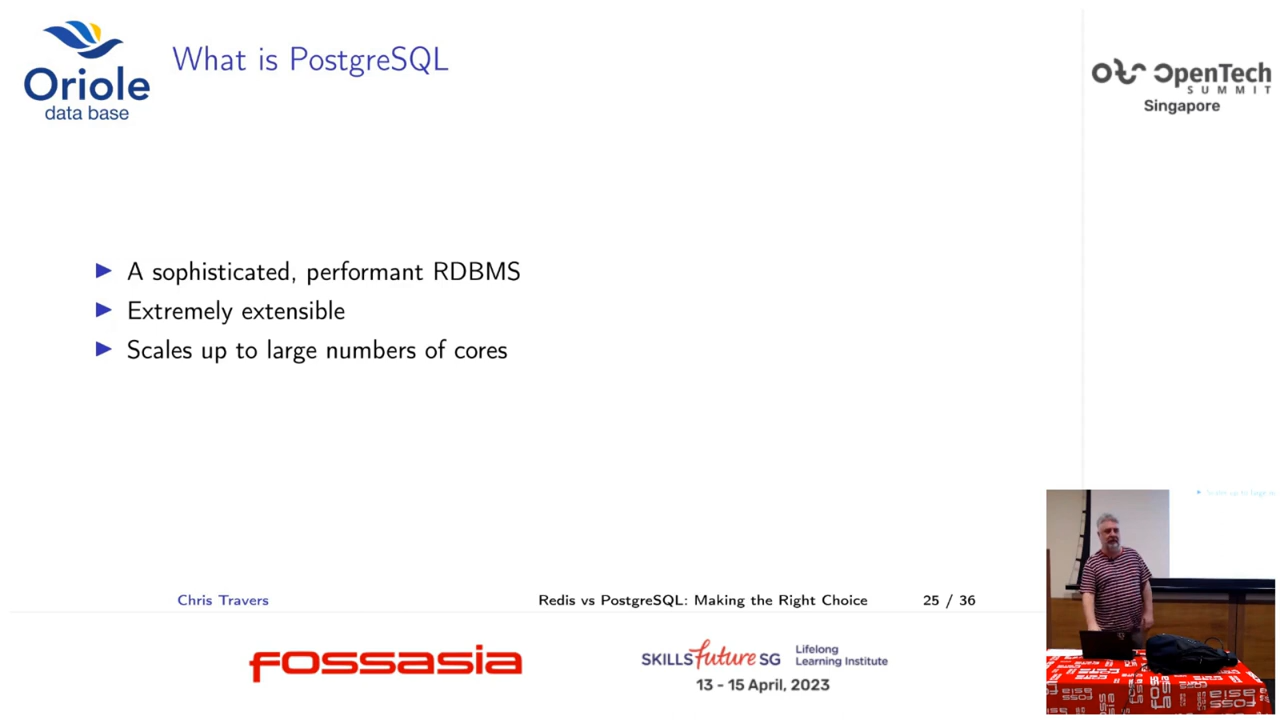 Oriole
data base
What is PostgreSQL
OpenTech
SUMMIT
Singapore
▶ A sophisticated, performant RDBMS
▶ Extremely extensible
▶ Scales up to large numbers of cores
Chris Travers
Redis vs PostgreSQL: Making the Right Choice
25 / 36
fossasia
SKILLSfuture SG
Lifelong
Learning Institute
13 - 15 April, 2023